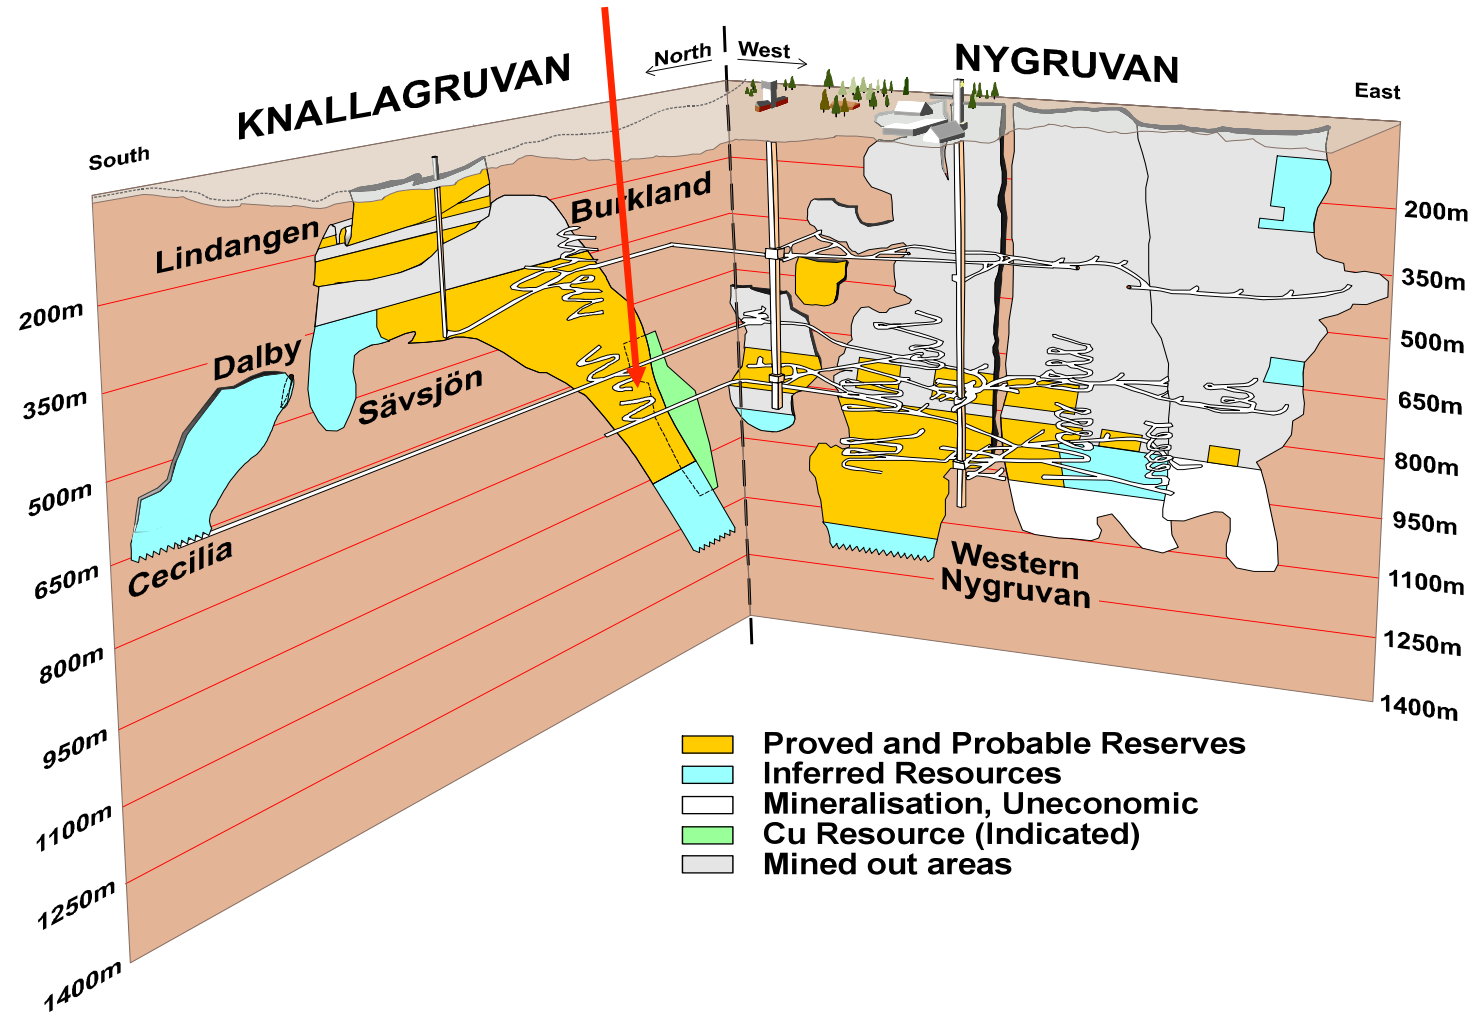 KNALLAGRUVAN
North
West
NYGRUVAN
East
South
Lindangen
Burkland
Dalby
Sävsjön
Cecilia
Western
Nygruvan
200m
350m
500m
650m
800m
950m
1100m
1250m
1400m
200m
350m
500m
650m
800m
950m
1100m
1250m
1400m
Proved and Probable Reserves
Inferred Resources
Mineralisation, Uneconomic
Cu Resource (Indicated)
Mined out areas